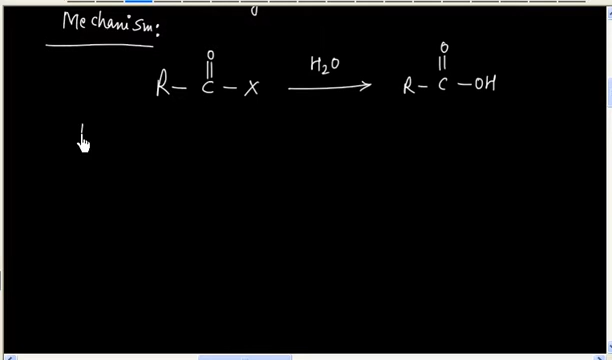 Mechanism:
O
||
R— C — X
H₂O
→
O
||
R— C —OH